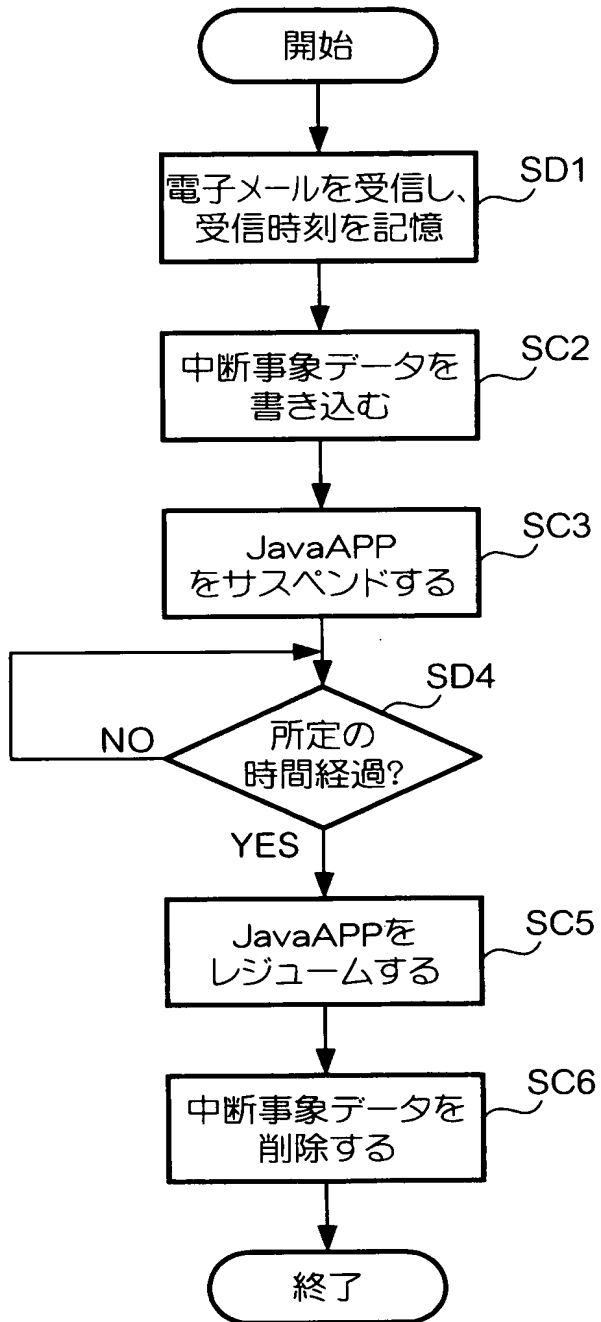 開始
電子メールを受信し、
受信時刻を記憶
SD1
中断事象データを
書き込む
SC2
JavaAPP
をサスペンドする
SC3
所定の
時間経過?
SD4
NO
YES
JavaAPPを
レジュームする
SC5
中断事象データを
削除する
SC6
終了